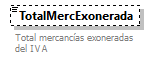 TotalMercExonerada
Total mercancías exoneradas
del IVA